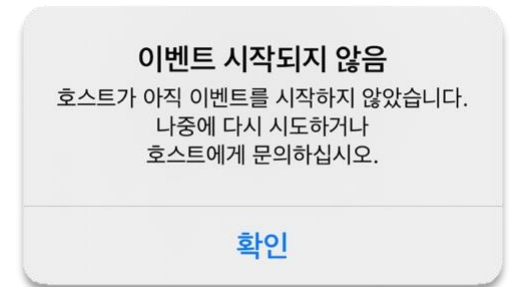 이벤트 시작되지 않음
호스트가 아직 이벤트를 시작하지 않았습니다.
나중에 다시 시도하거나
호스트에게 문의하십시오.
확인